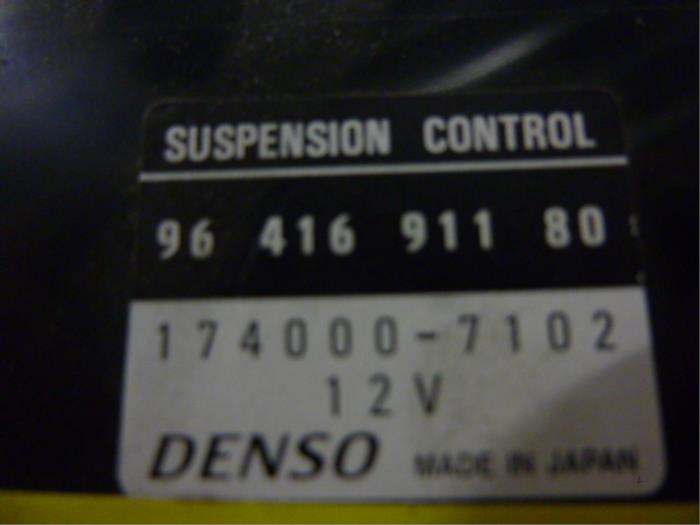 SUSPENSION CONTROL
96 416 911 80
174000-7102
12V
DENSO MADE IN JAPAN